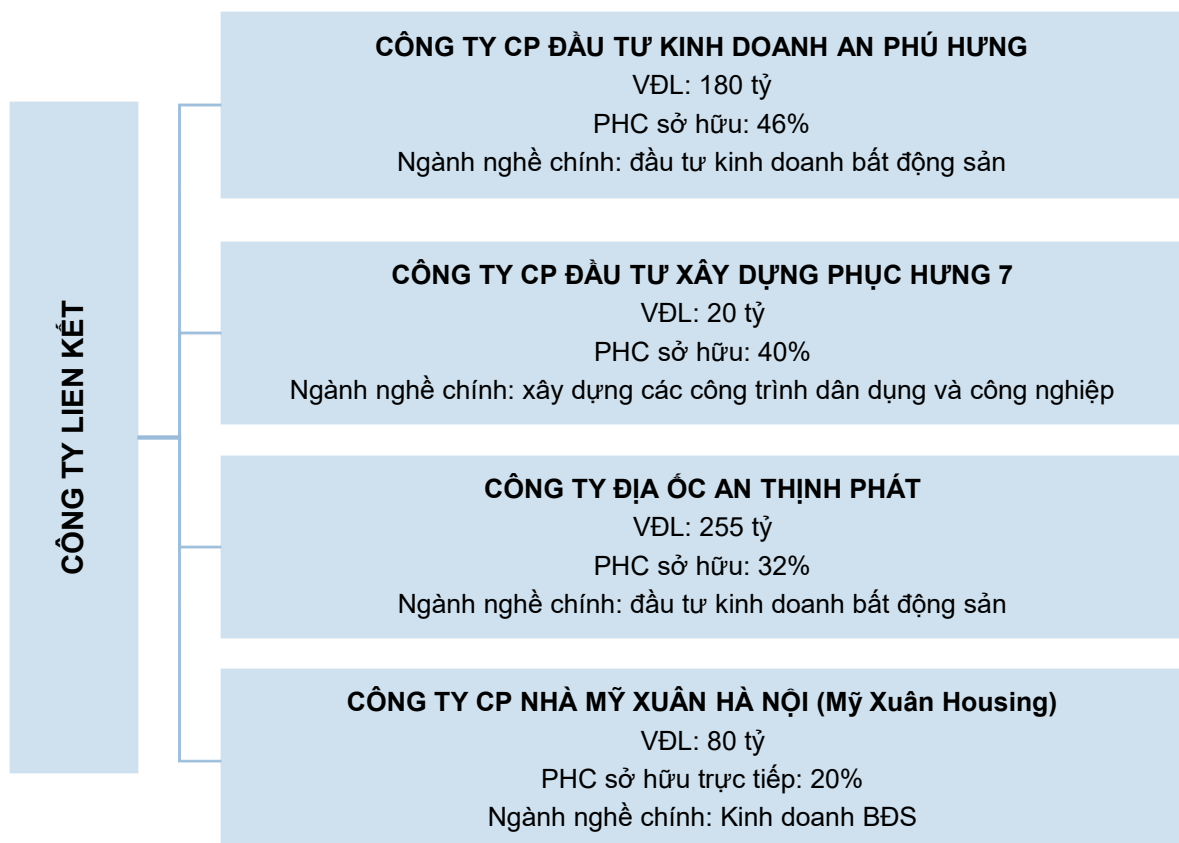 CÔNG TY LIEN KẾT
CÔNG TY CP ĐẦU TƯ KINH DOANH AN PHÚ HƯNG
VĐL: 180 tỷ
PHC sở hữu: 46%
Ngành nghề chính: đầu tư kinh doanh bất động sản
CÔNG TY CP ĐẦU TƯ XÂY DỰNG PHỤC HƯNG 7
VĐL: 20 tỷ
PHC sở hữu: 40%
Ngành nghề chính: xây dựng các công trình dân dụng và công nghiệp
CÔNG TY ĐỊA ỐC AN THỊNH PHÁT
VĐL: 255 tỷ
PHC sở hữu: 32%
Ngành nghề chính: đầu tư kinh doanh bất động sản
CÔNG TY CP NHÀ MỸ XUÂN HÀ NỘI (Mỹ Xuân Housing)
VĐL: 80 tỷ
PHC sở hữu trực tiếp: 20%
Ngành nghề chính: Kinh doanh BĐS